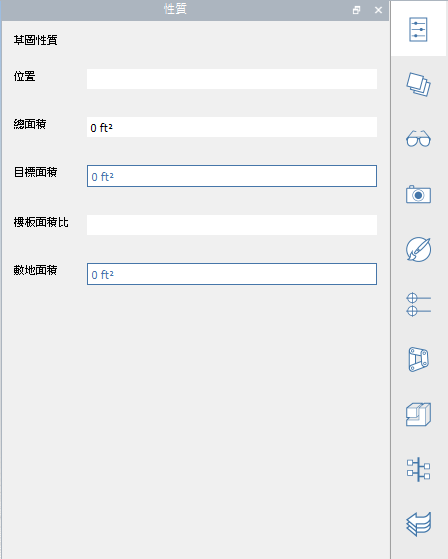 性質
草圖性質
位置
總面積
0 ft²
目標面積
0 ft²
樓板面積比
敷地面積
0 ft²